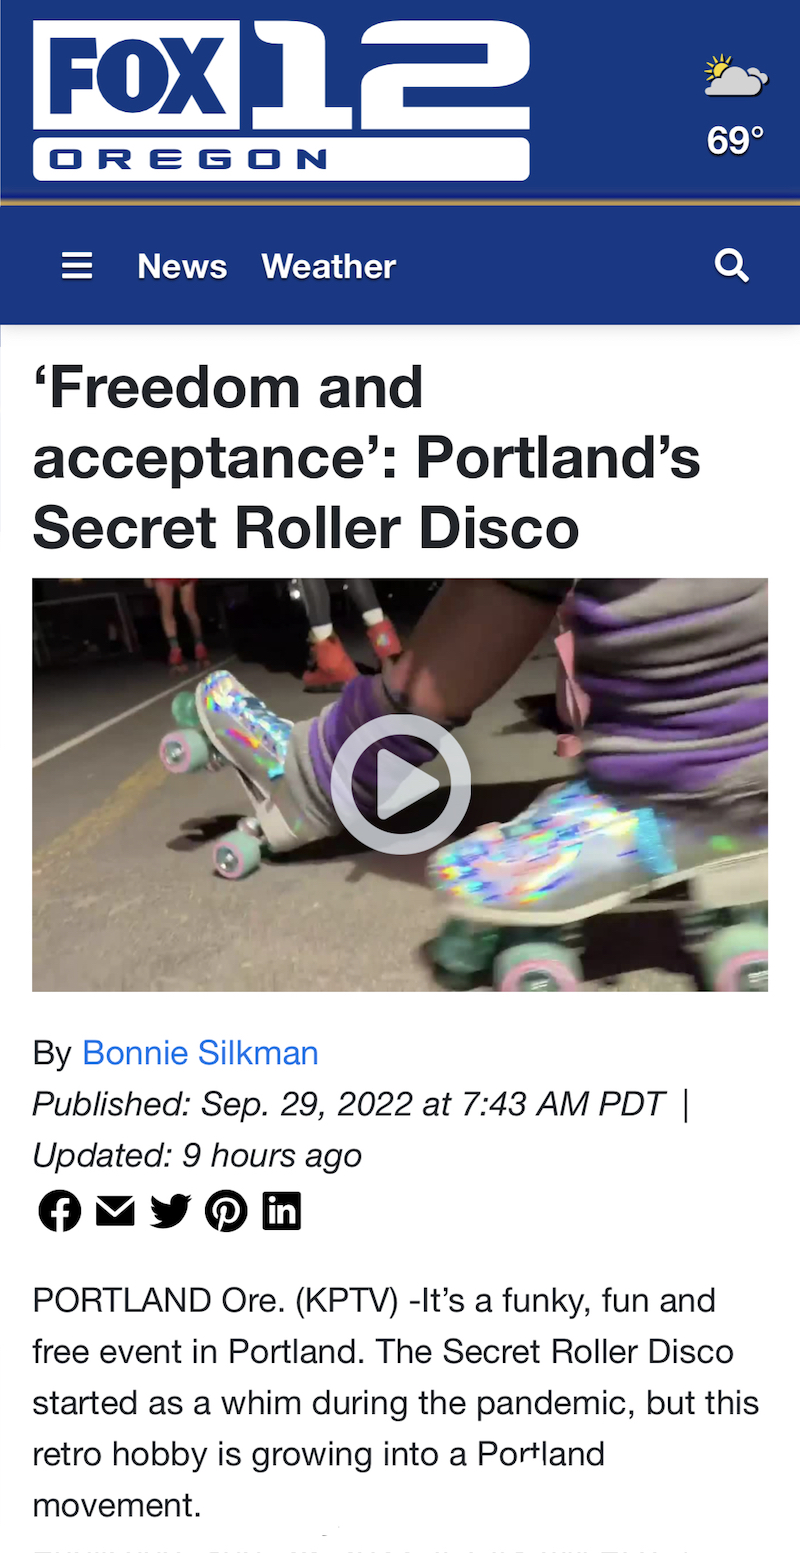 FOX 12
OREGON
69°
News Weather
‘Freedom and
acceptance’: Portland’s
Secret Roller Disco
By Bonnie Silkman
Published: Sep. 29, 2022 at 7:43 AM PDT |
Updated: 9 hours ago
PORTLAND Ore. (KPTV) -It’s a funky, fun and
free event in Portland. The Secret Roller Disco
started as a whim during the pandemic, but this
retro hobby is growing into a Portland
movement.